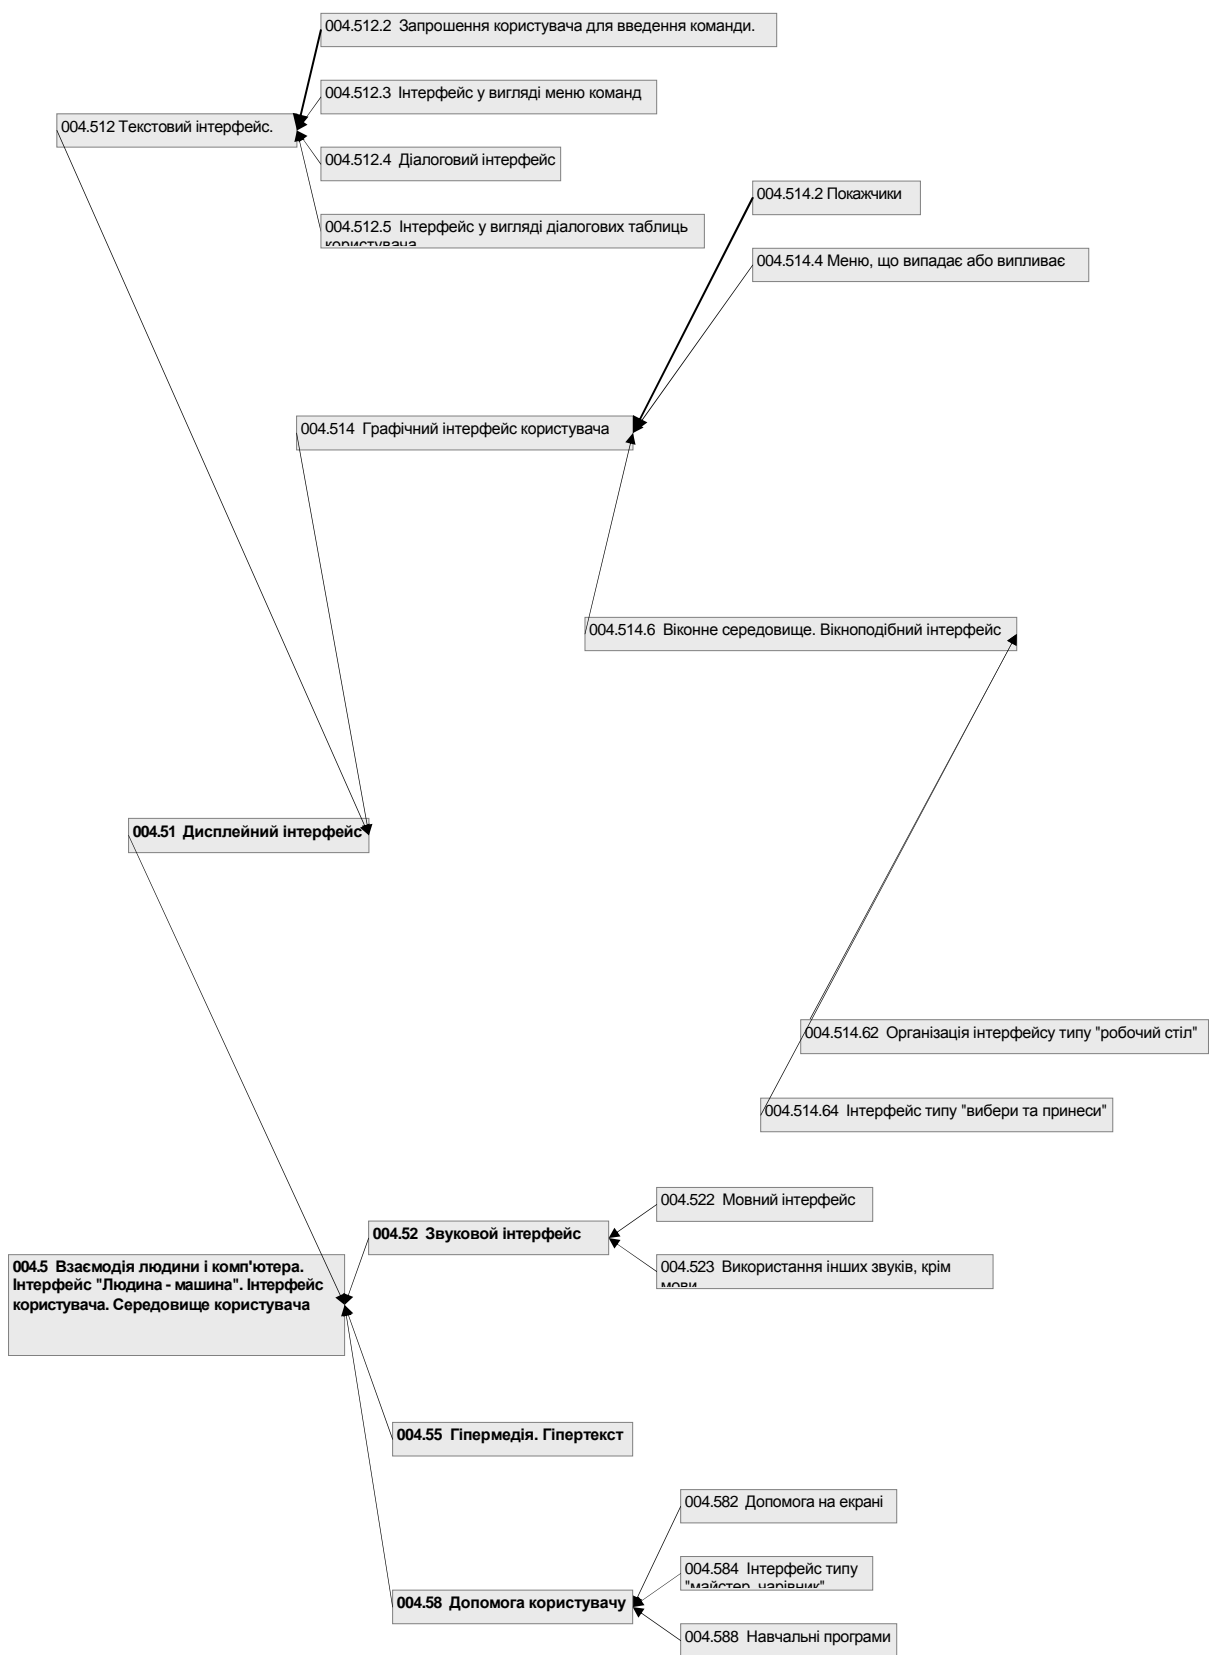 004.512.2 Запрошення користувача для введення команди.
004.512.3 Інтерфейс у вигляді меню команд
004.512 Текстовий інтерфейс.
004.512.4 Діалоговий інтерфейс
004.514.2 Покажчики
004.512.5 Інтерфейс у вигляді діалогових таблиць
користувача
004.514.4 Меню, що випадає або випливає
004.514 Графічний інтерфейс користувача
004.514.6 Віконне середовище. Вікноподібний інтерфейс
004.51 Дисплейний інтерфейс
004.514.62 Організація інтерфейсу типу "робочий стіл"
004.514.64 Інтерфейс типу "вибери та принеси"
004.522 Мовний інтерфейс
004.52 Звуковой інтерфейс
004.5 Взаємодія людини і комп'ютера.
Інтерфейс "Людина - машина". Інтерфейс
користувача. Середовище користувача
004.523 Використання інших звуків, крім
мови
004.55 Гіпермедія. Гіпертекст
004.582 Допомога на екрані
004.584 Інтерфейс типу
"майстер, чарівник"
004.58 Допомога користувачу
004.588 Навчальні програми